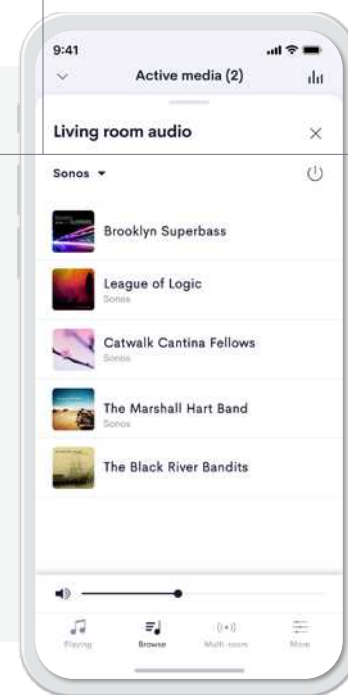 9:41
Active media (2)
Living room audio
Sonos
Brooklyn Superbass
League of Logic
Sonos
Catwalk Cantina Fellows
Sonos
The Marshall Hart Band
Sonos
The Black River Bandits
Playing
Browse
Multi-room
More